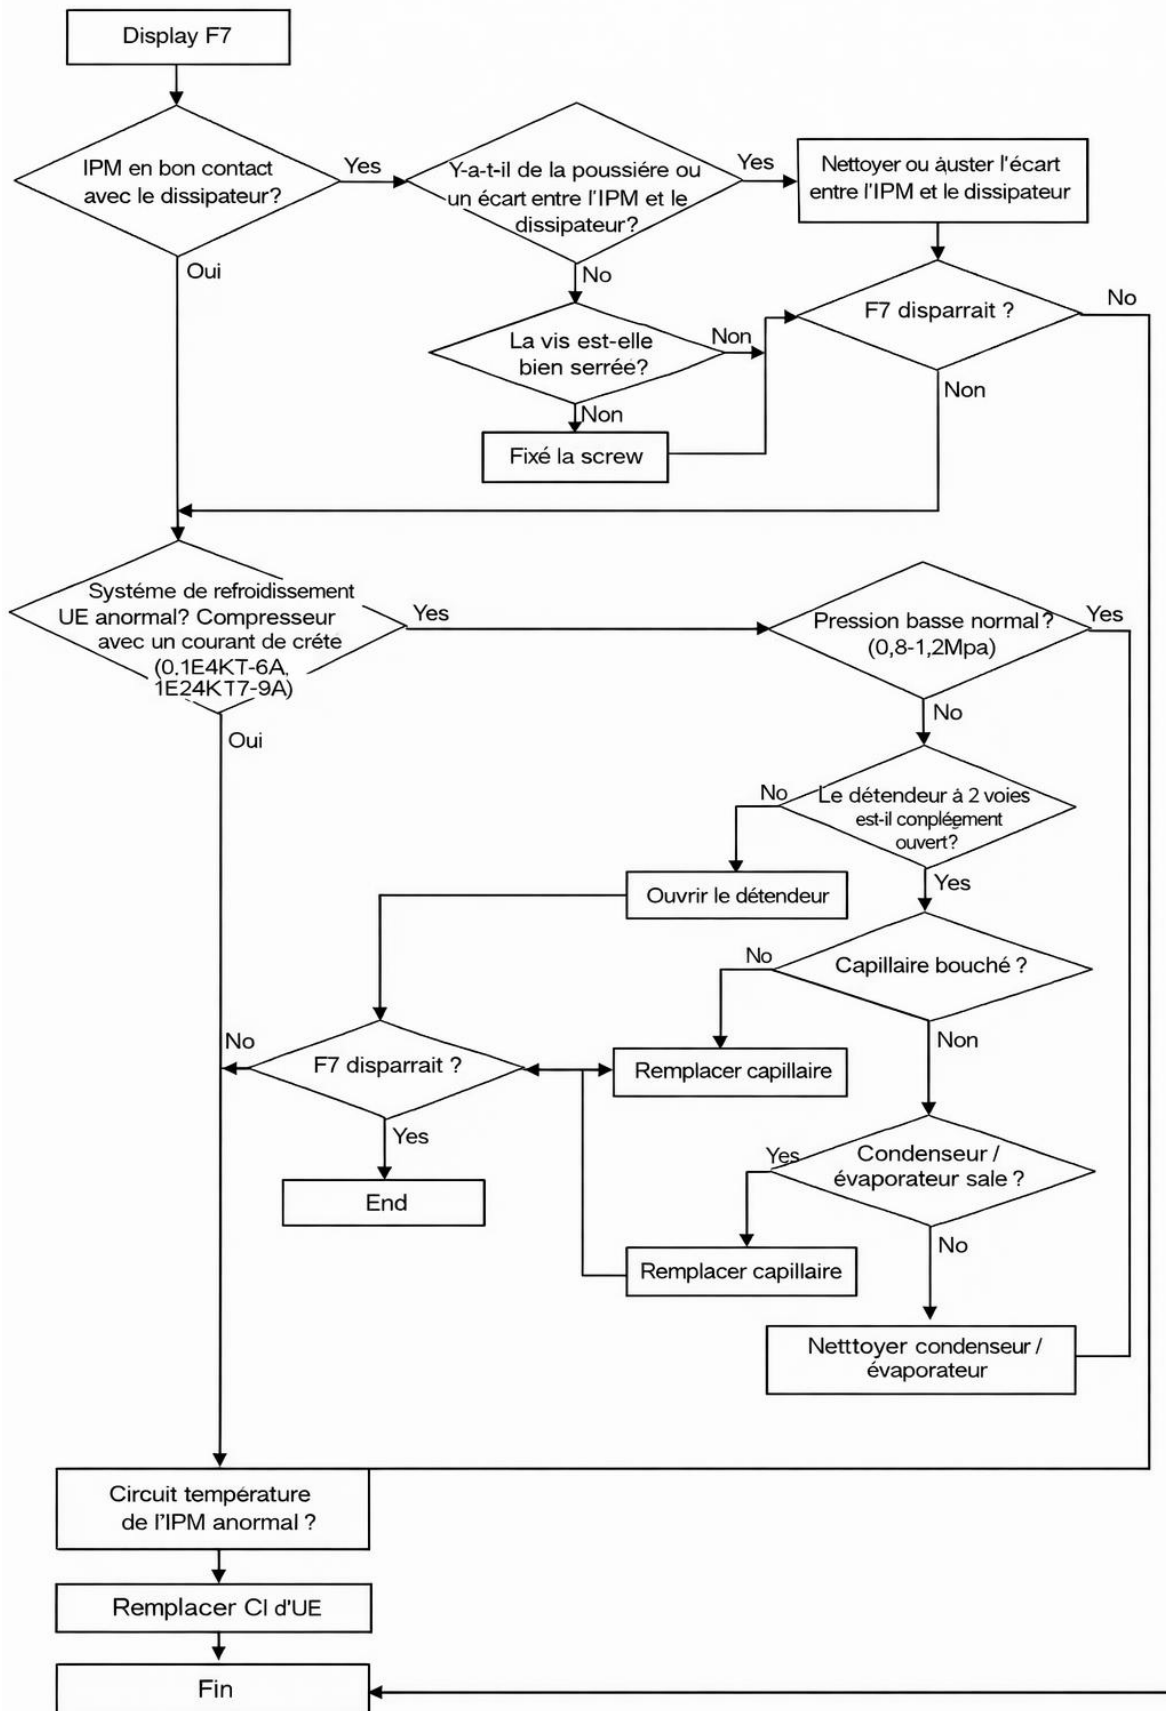 Display F7
IPM en bon contact
avec le dissipateur?
Yes
Y-a-t-il de la poussiére ou
un écart entre l'IPM et le
dissipateur?
Yes
Nettoyer ou áuster l'écart
entre l'IPM et le dissipateur
Oui
No
F7 disparrait ?
No
La vis est-elle
bien serrée?
Non
Non
Non
Fixé la screw
Systéme de refroidissement
UE anormal? Compresseur
avec un courant de créte
(0.1E4KT-6A,
1E24KT7-9A)
Yes
Pression basse normal?
(0,8-1,2Mpa)
Yes
Oui
No
No
Le détendeur à 2 voies
ouvert?
Yes
Ouvrir le détendeur
No
Capillaire bouché ?
Non
No
F7 disparrait ?
Remplacer capillaire
Yes
End
Yes
Condenseur /
évaporateur sale ?
No
Remplacer capillaire
Netttoyer condenseur /
évaporateur
Circuit température
de l'IPM anormal ?
Remplacer CI d'UE
Fin